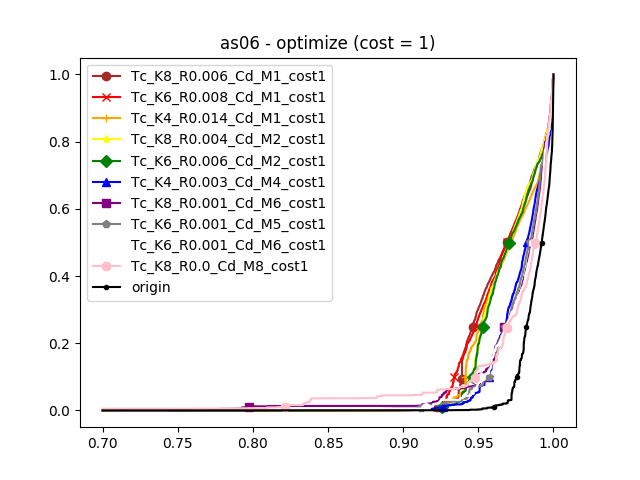 as06 - optimize (cost = 1)
1.0
0.8
0.6
0.4
0.2
0.0
Tc_K8_R0.006_Cd_M1_cost1
Tc_K6_R0.008_Cd_M1_cost1
Tc_K4_R0.014_Cd_M1_cost1
Tc_K8_R0.004_Cd_M2_cost1
Tc_K6_R0.006_Cd_M2_cost1
Tc_K4_R0.003_Cd_M4_cost1
Tc_K8_R0.001_Cd_M6_cost1
Tc_K6_R0.001_Cd_M5_cost1
Tc_K6_R0.001_Cd_M6_cost1
Tc_K8_R0.0_Cd_M8_cost1
origin
0.70 0.75 0.80 0.85 0.90 0.95 1.00